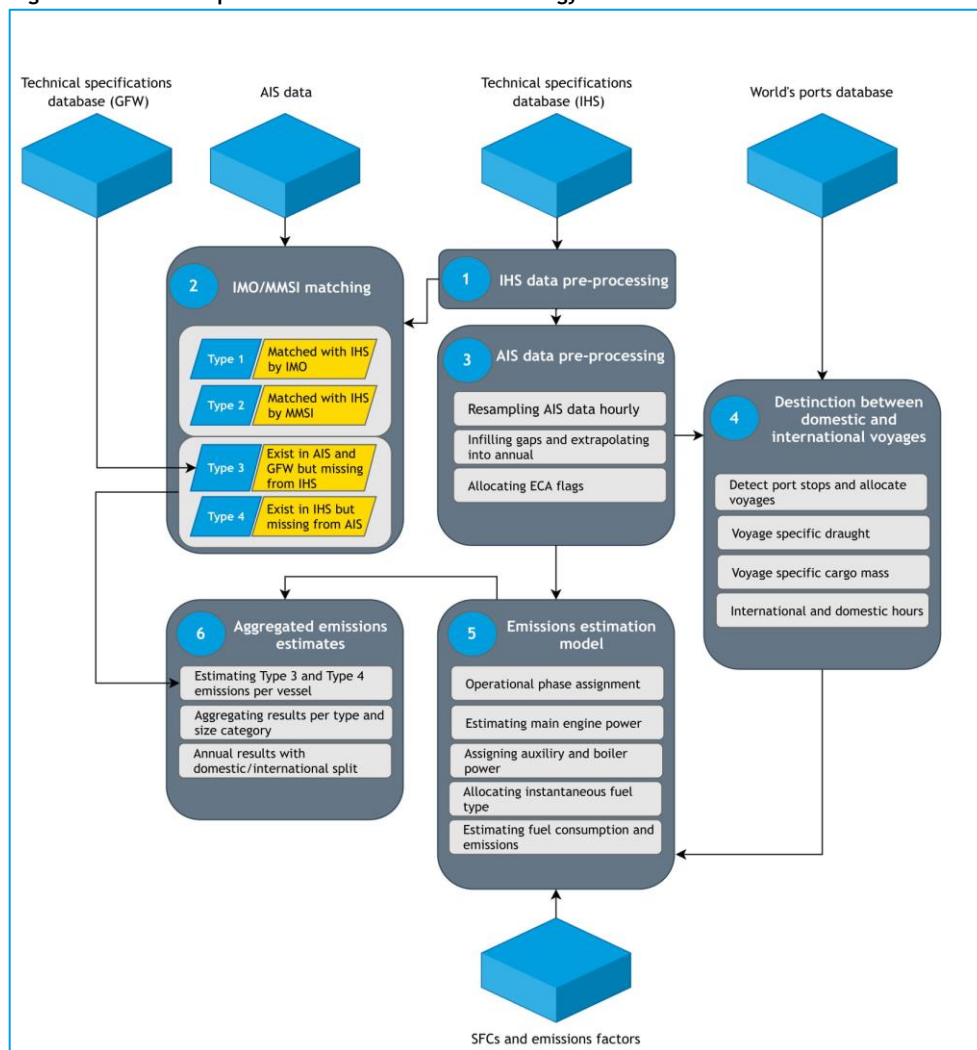 Technical specifications
database (GFW)
AIS data
Technical specifications
database (IHS)
World's ports database
1
IHS data pre-processing
2
IMO/MMSI matching
Type 1
Matched with IHS
by IMO
Type 2
Matched with IHS
by MMSI
Type 3
Exist in AIS and
GFW but missing
from IHS
Type 4
Exist in IHS but
missing from AIS
3
AIS data pre-processing
Resampling AIS data hourly
Infilling gaps and extrapolating
into annual
Allocating ECA flags
4
Destinction between
domestic and
international voyages
Detect port stops and allocate
voyages
Voyage specific draught
Voyage specific cargo mass
International and domestic hours
6
Aggregated emissions
estimates
Estimating Type 3 and Type 4
emissions per vessel
Aggregating results per type and
size category
Annual results with
domestic/international split
5
Emissions estimation
model
Operational phase assignment
Estimating main engine power
Assigning auxiliry and boiler
power
Allocating instantaneous fuel
type
Estimating fuel consumption and
emissions
SFCs and emissions factors